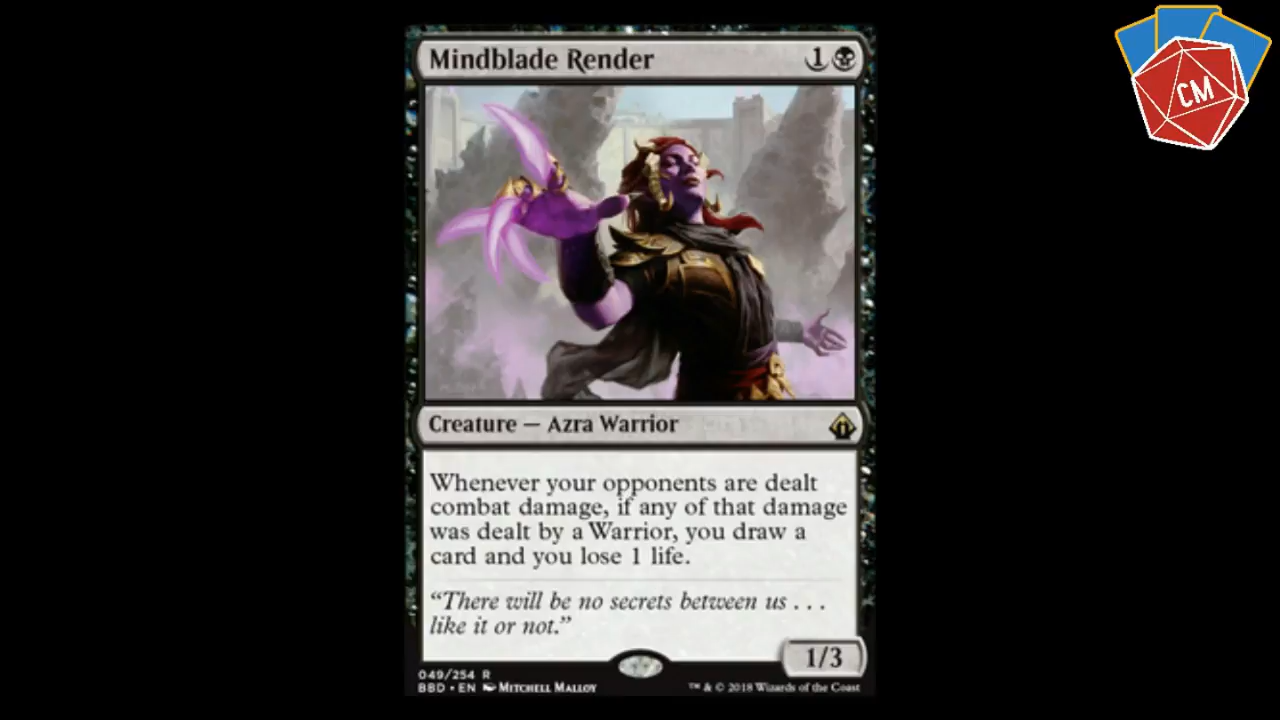 CM
Mindblade Render 1
Creature — Azra Warrior
Whenever your opponents are dealt
combat damage, if any of that damage
was dealt by a Warrior, you draw a
card and you lose 1 life.
“There will be no secrets between us . . .
like it or not.”
1/3
049/254 R
BBD • EN Mitchell Malloy
™ & © 2018 Wizards of the Coast